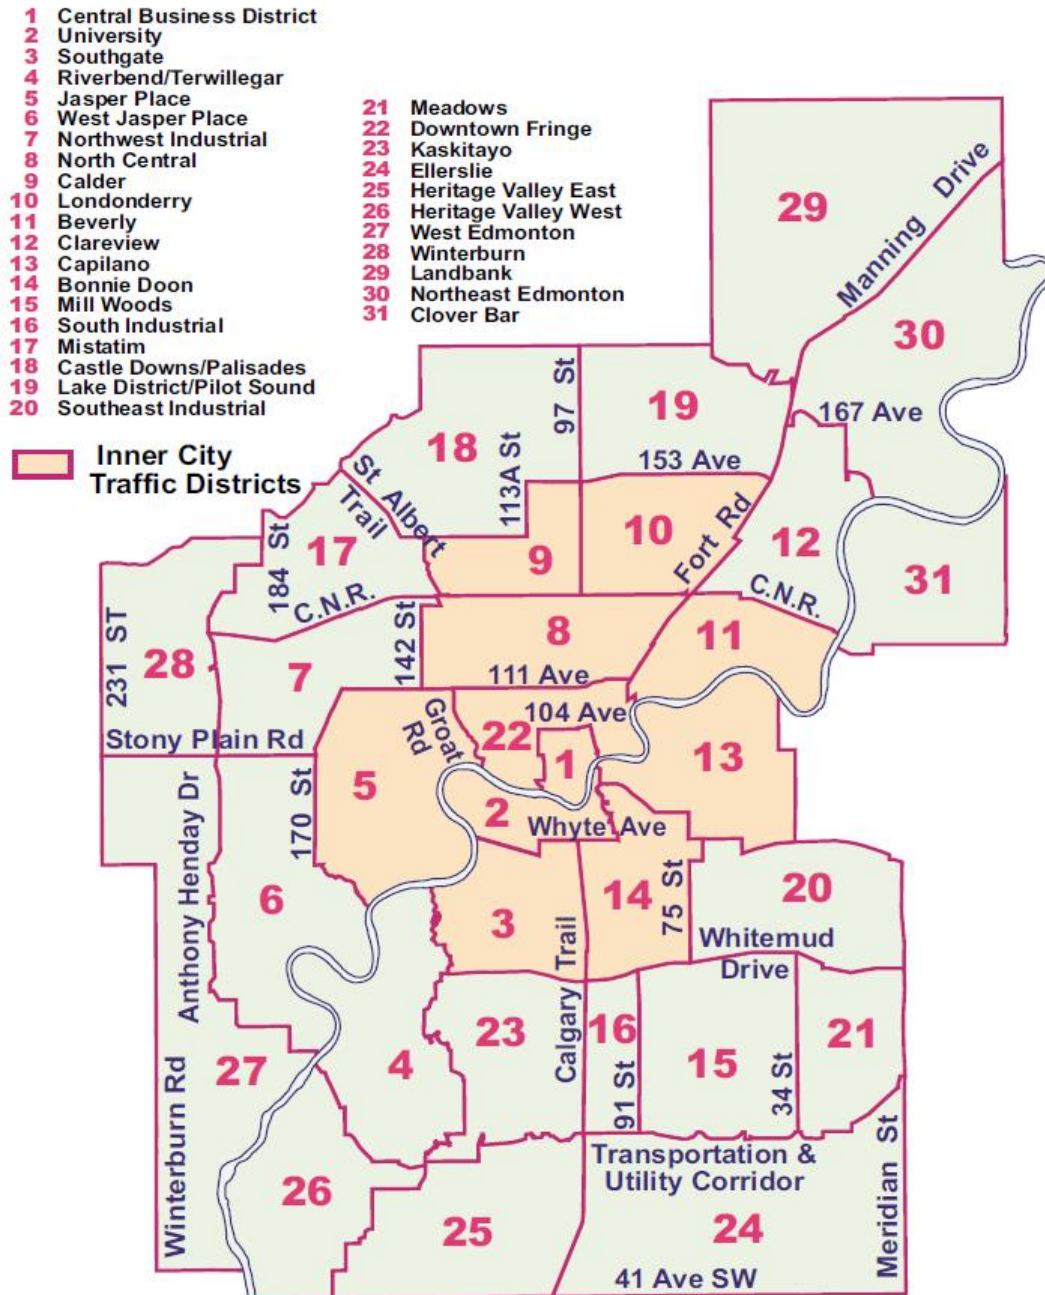 1 Central Business District
2 University
3 Southgate
4 Riverbend/Terwillegar
5 Jasper Place
6 West Jasper Place
7 Northwest Industrial
8 North Central
9 Calder
10 Londonderry
11 Beverly
12 Clareview
13 Capilano
14 Bonnie Doon
15 Mill Woods
16 South Industrial
17 Mistatim
18 Castle Downs/Palisades
19 Lake District/Pilot Sound
20 Southeast Industrial
21 Meadows
22 Downtown Fringe
23 Kaskitayo
24 Ellerslie
25 Heritage Valley East
26 Heritage Valley West
27 West Edmonton
28 Winterburn
29 Landbank
30 Northeast Edmonton
31 Clover Bar
Inner City
Traffic Districts
29
Manning Drive
30
167 Ave
97 St
19
18
113A St
153 Ave
St Albert
Trail
184 St
17
9
10
Fort Rd
12
C.N.R.
31
C.N.R.
231 ST
28
7
142 St
8
11
111 Ave
Groat
Rd
104 Ave
22
1
13
Stony Plain Rd
5
2
Whyte Ave
170 St
Anthony Henday Dr
6
3
14
75 St
20
Whitemud
Drive
Calgary Trail
23
16
91 St
15
34 St
21
4
27
Winterburn Rd
26
25
Transportation &
Utility Corridor
24
Meridian St
41 Ave SW